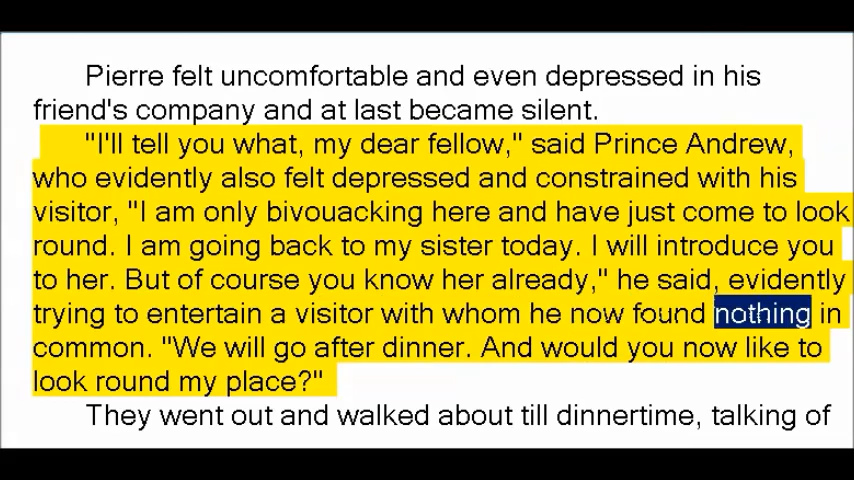 Pierre felt uncomfortable and even depressed in his
friend's company and at last became silent.
"I'll tell you what, my dear fellow," said Prince Andrew,
who evidently also felt depressed and constrained with his
visitor, "I am only bivouacking here and have just come to look
round. I am going back to my sister today. I will introduce you
to her. But of course you know her already," he said, evidently
trying to entertain a visitor with whom he now found nothing in
common. "We will go after dinner. And would you now like to
look round my place?"
They went out and walked about till dinnertime, talking of